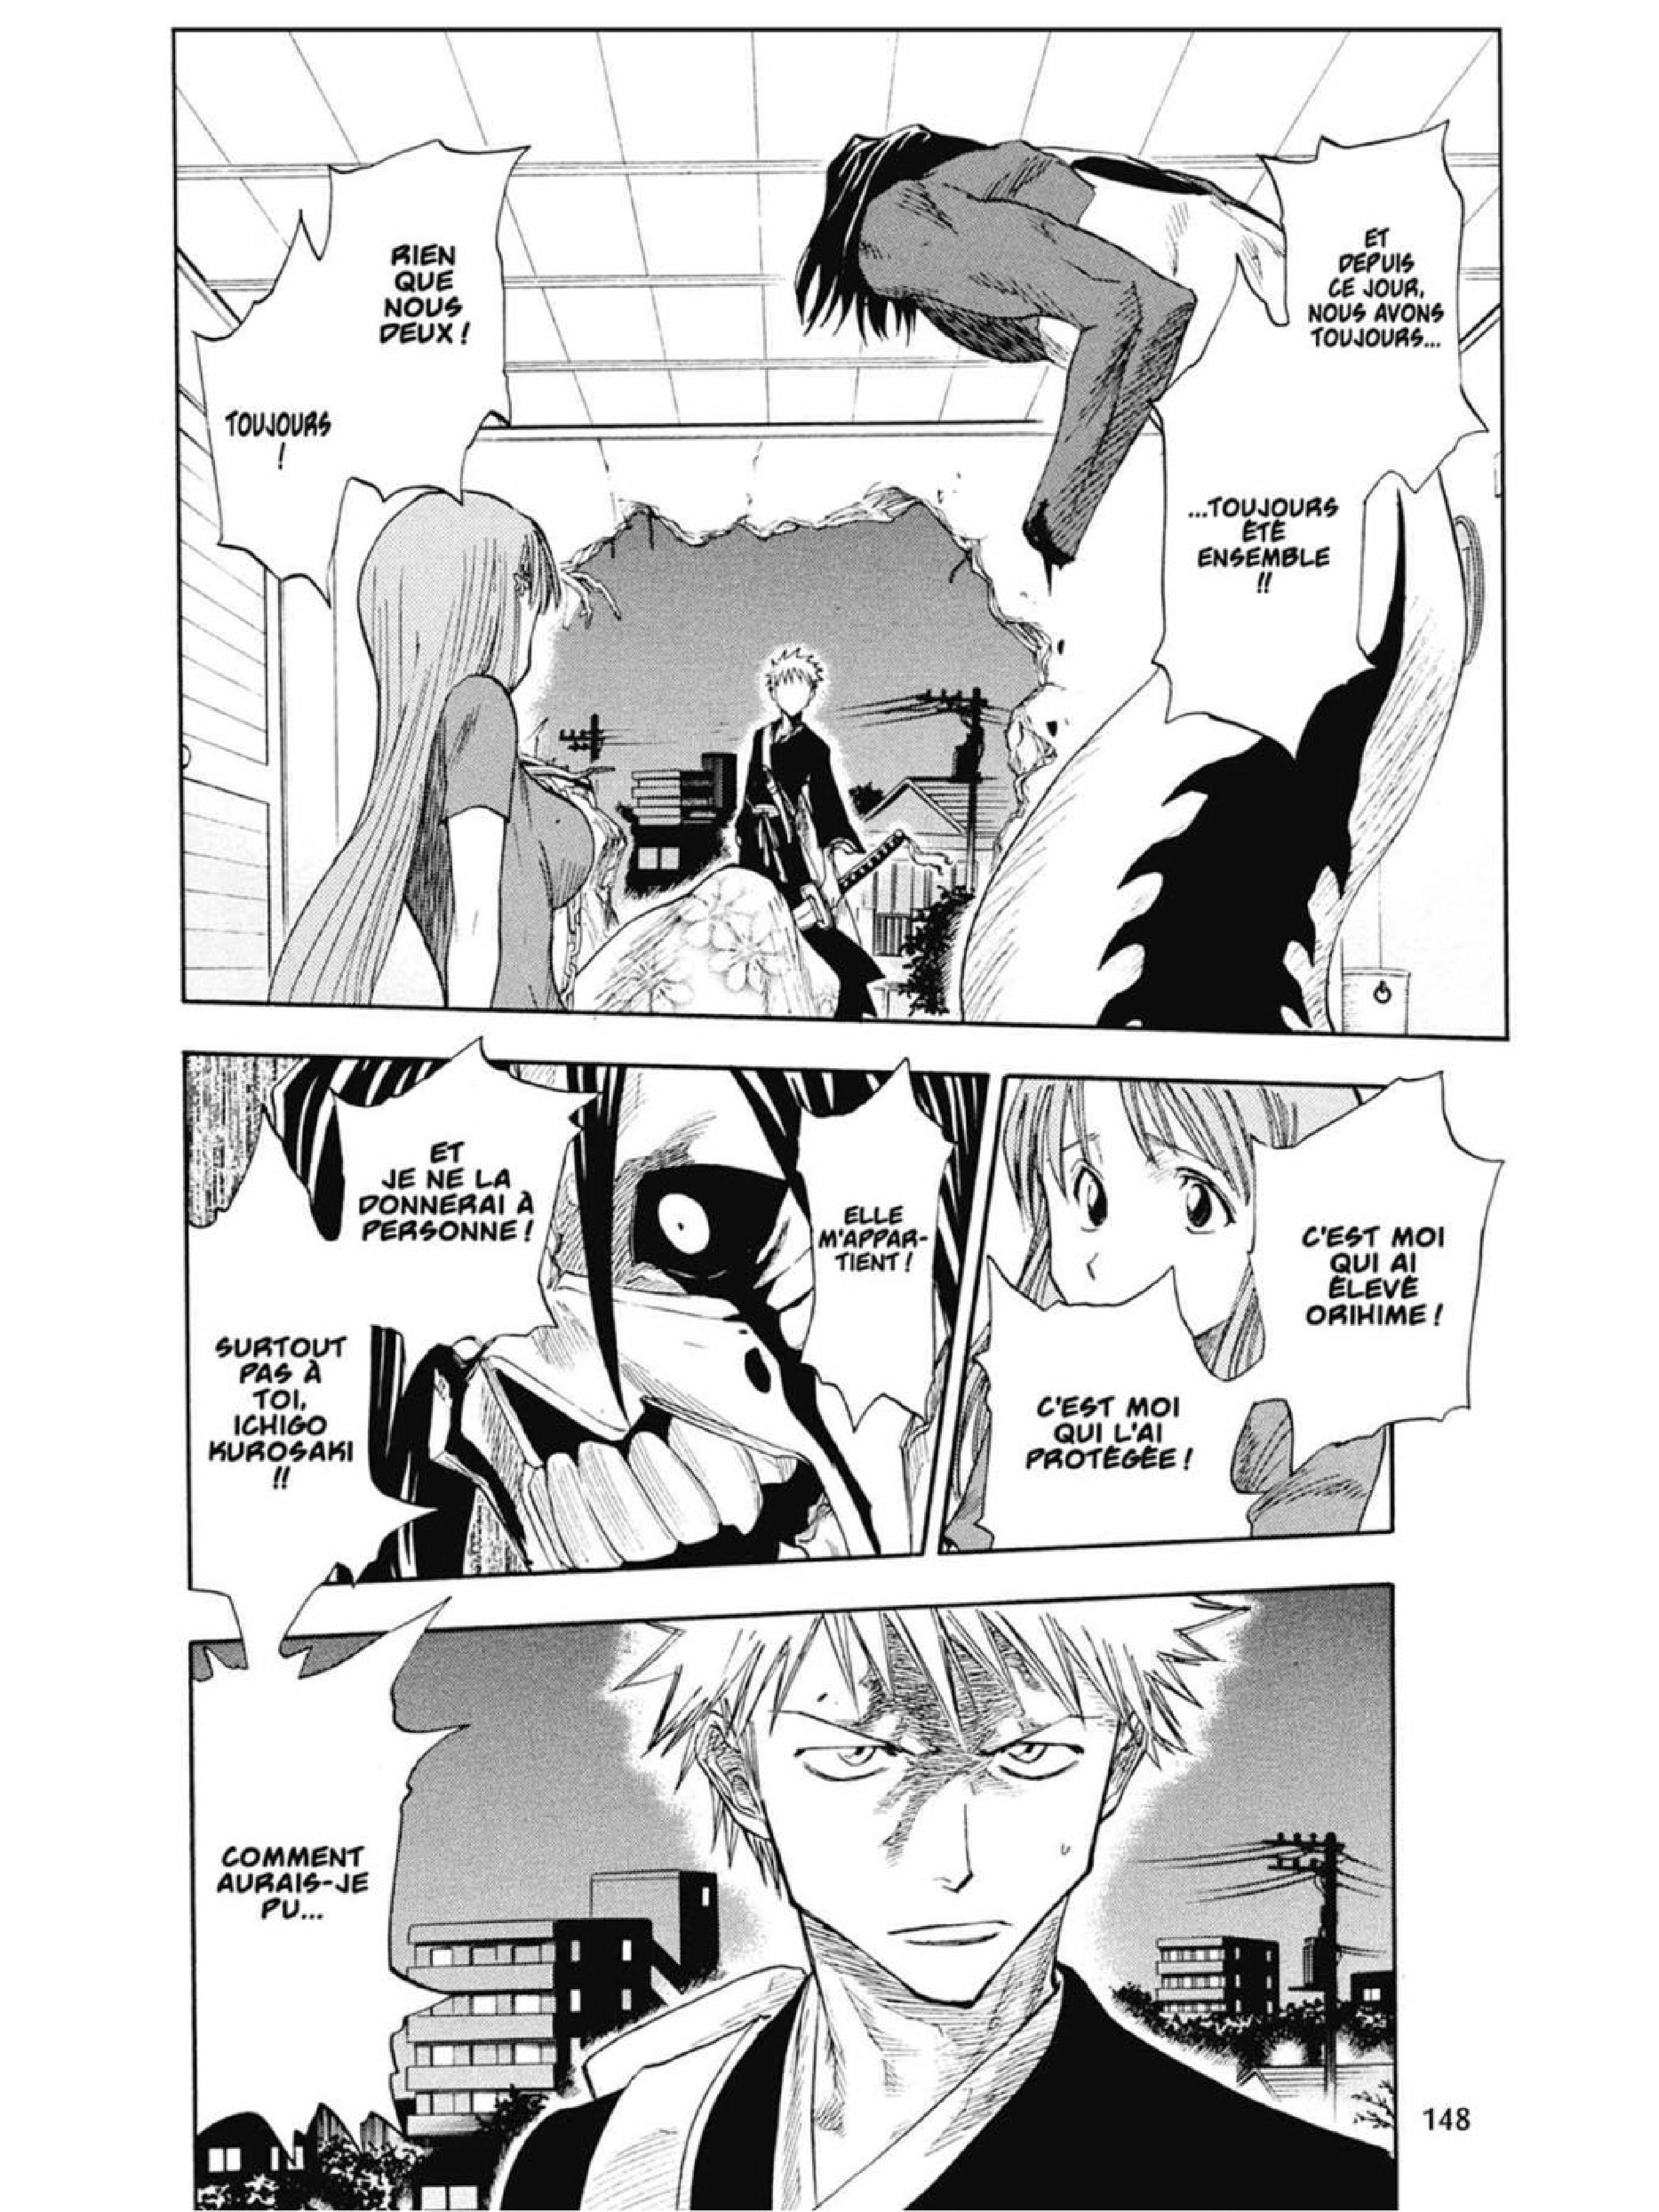 ET
DEPUIS
CE JOUR,
NOUS AVONS
TOUJOURS...
...TOUJOURS
ÉTÉ
ENSEMBLE
!!
RIEN
QUE
NOUS
DEUX !
TOUJOURS
!
C'EST MOI
QUI AI
ÉLEVÉ
ORIHIME !
C'EST MOI
QUI L'AI
PROTÉGÉE !
ELLE
M'APPAR-
TIENT !
ET
JE NE LA
DONNERAI À
PERSONNE !
SURTOUT
PAS À
TOI,
ICHIGO
KUROSAKI
!!
COMMENT
AURAIS-JE
PU...
148